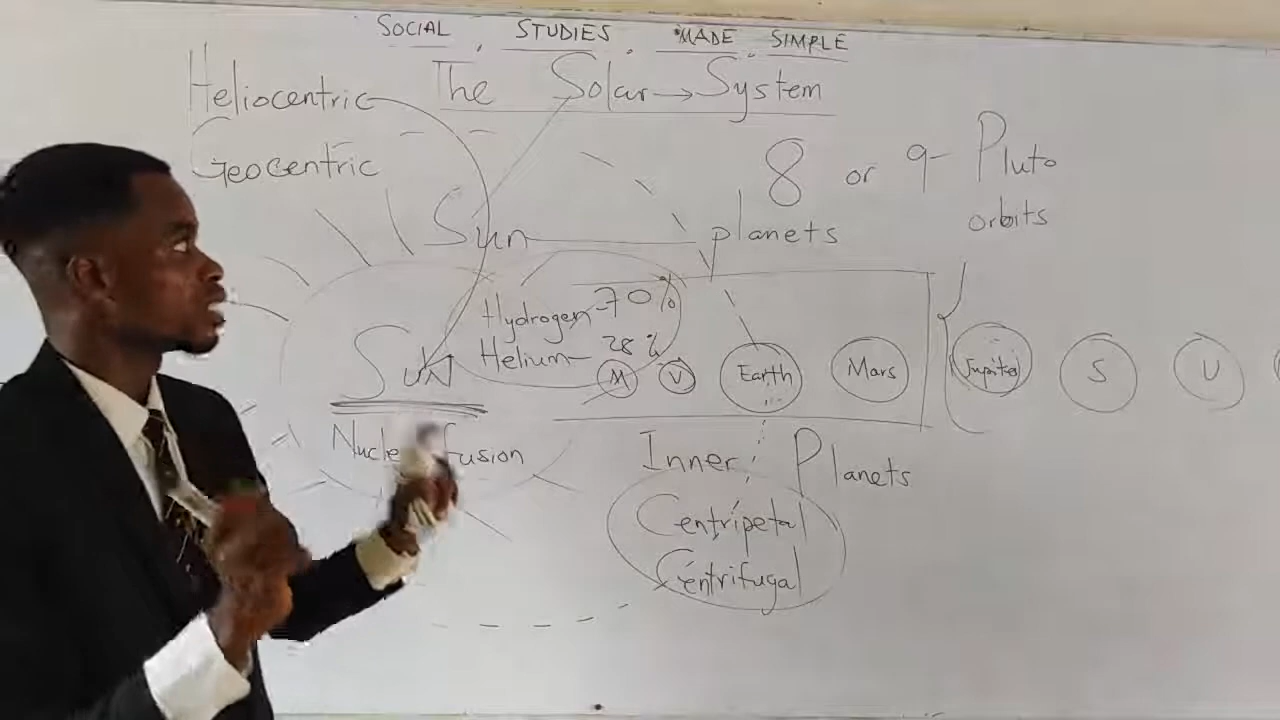 SOCIAL STUDIES MADE SIMPLE
The Solar → System
Heliocentric
Geocentric
8 or 9 - Pluto
orbits
Sun planets
Hydrogen - 70%
Helium - 28%
SUN
Nuclear fusion
M V Earth Mars Jupiter S U
Inner Planets
Centripetal
Centrifugal